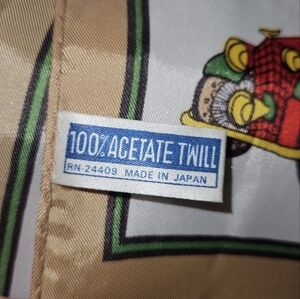 100% ACETATE TWILL
RN-24409 MADE IN JAPAN